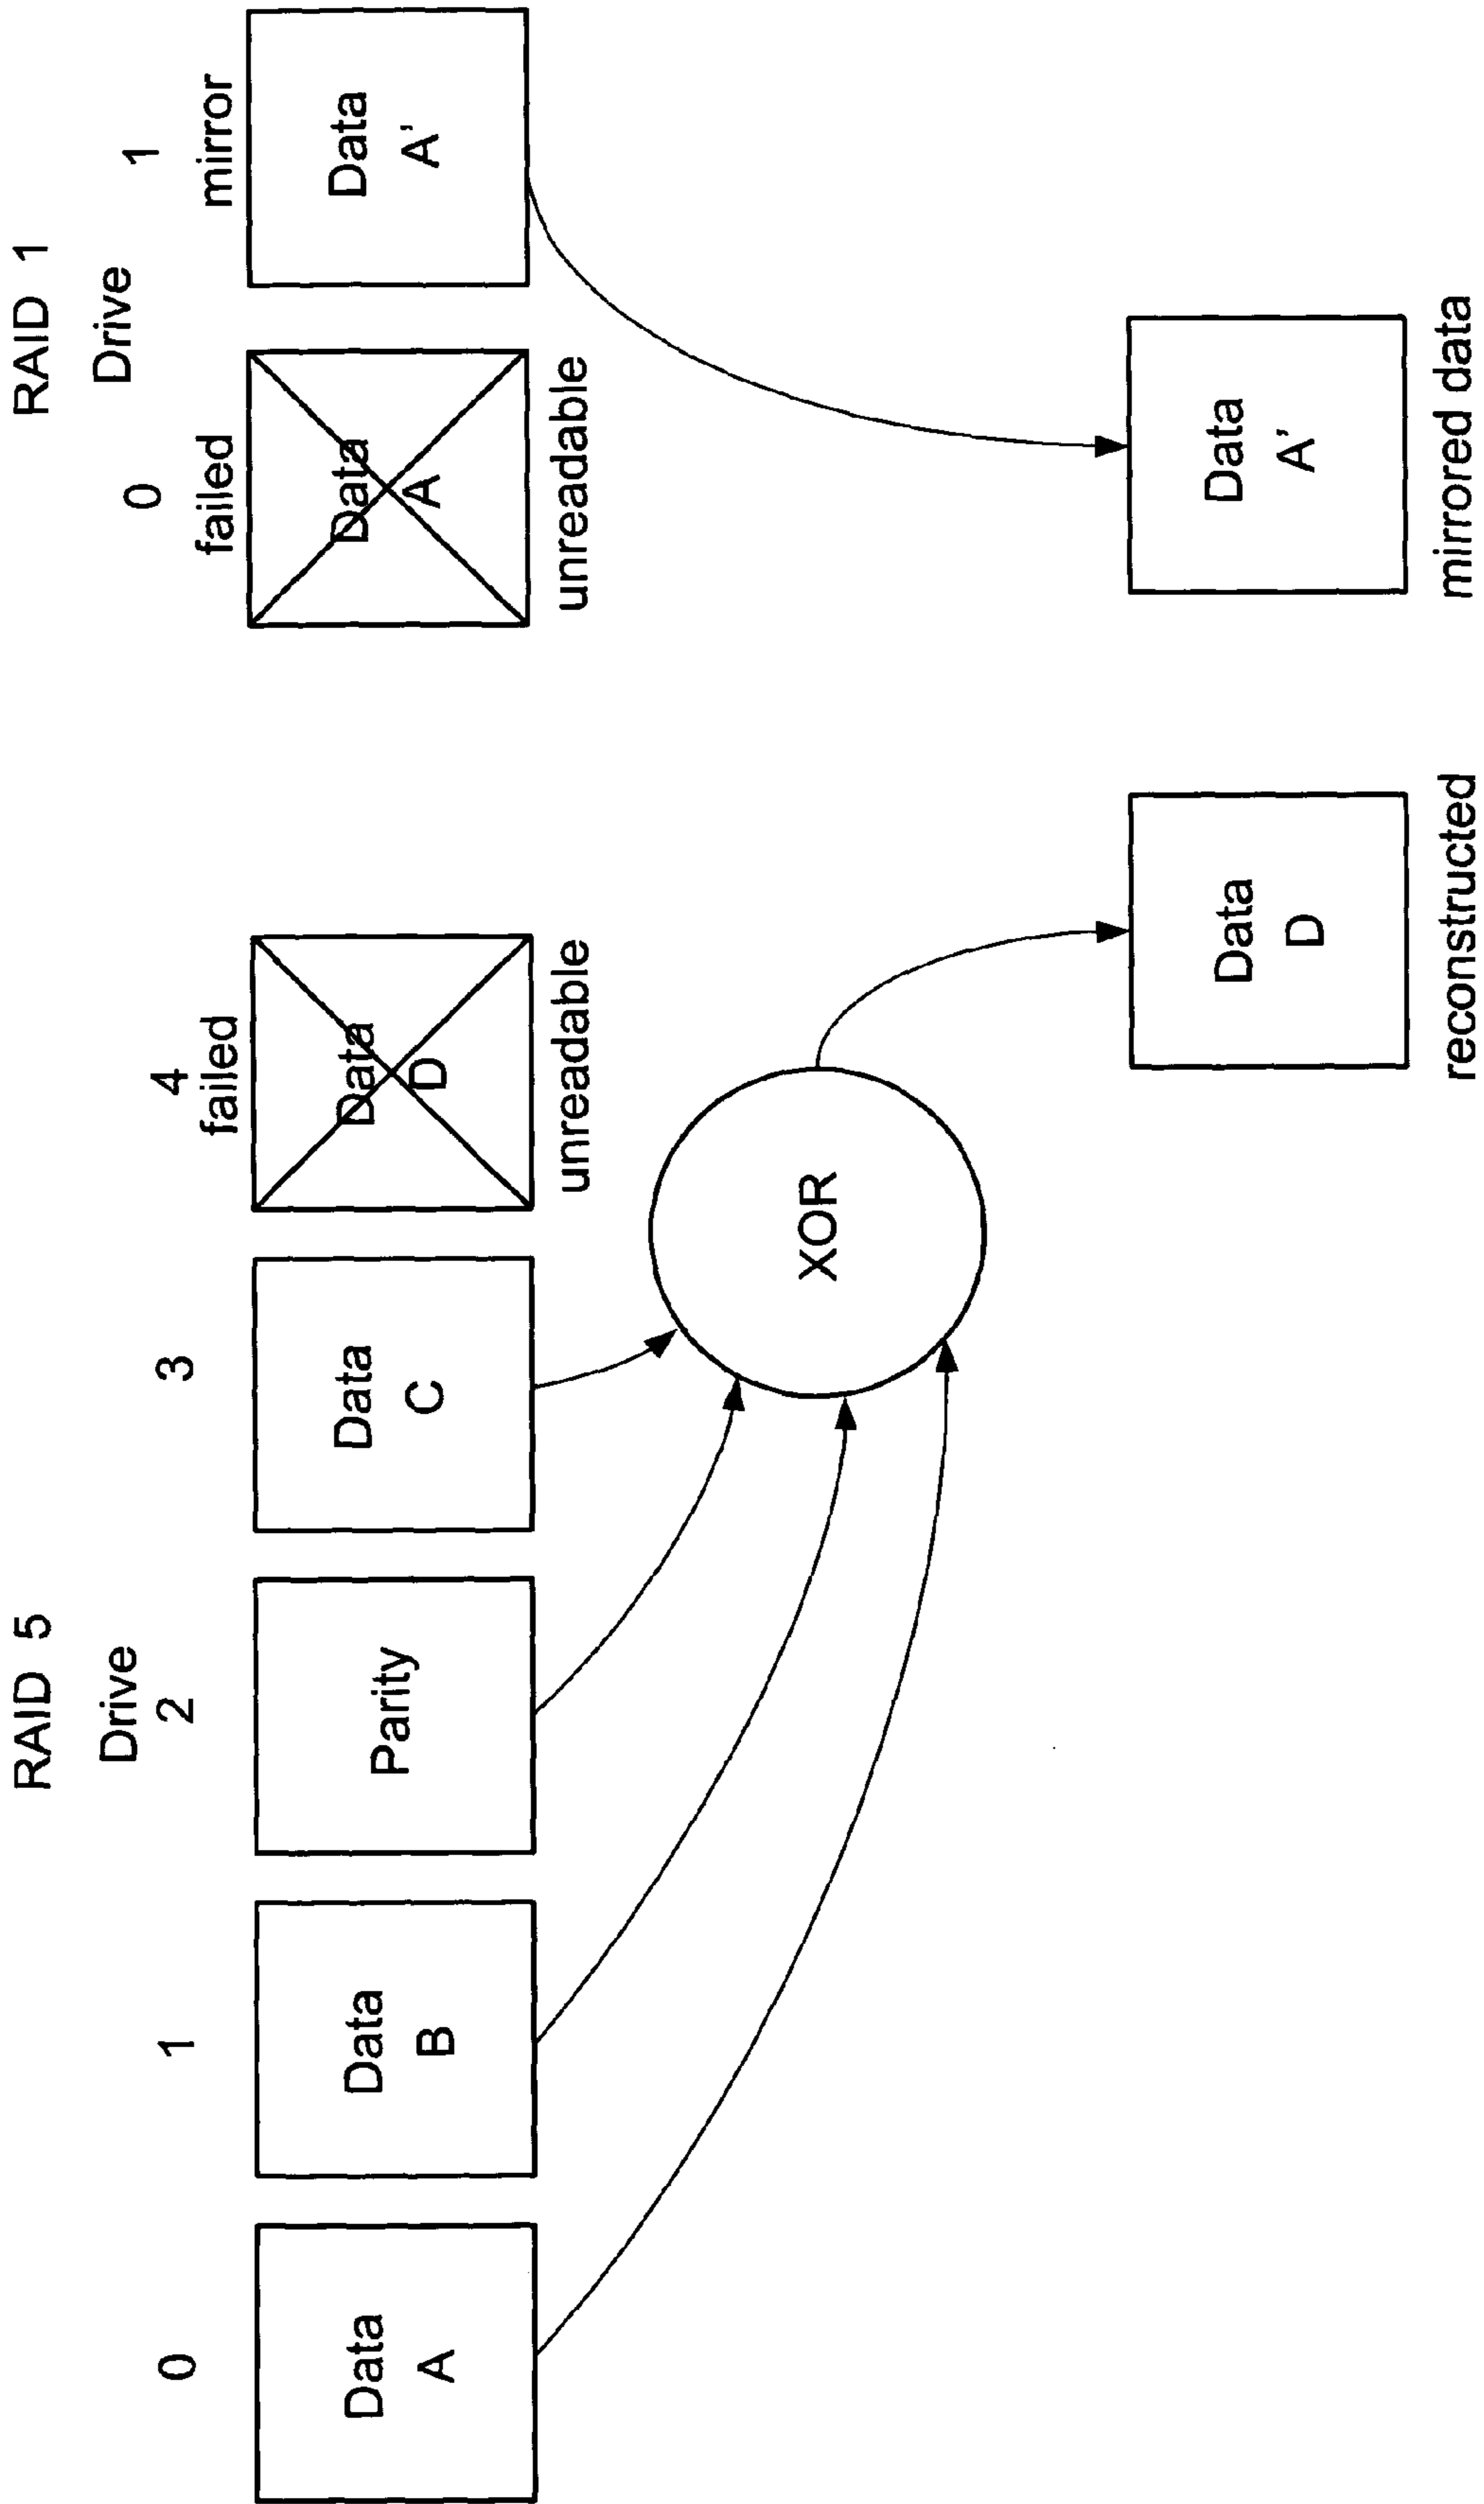 RAID 5
Drive
0 1 2 3 4
failed
Data
A
Data
B
Parity
Data
C
Data
D
unreadable
XOR
Data
D
reconstructed
RAID 1
Drive
0 1
failed mirror
Data
A
Data
A'
unreadable
Data
A'
mirrored data